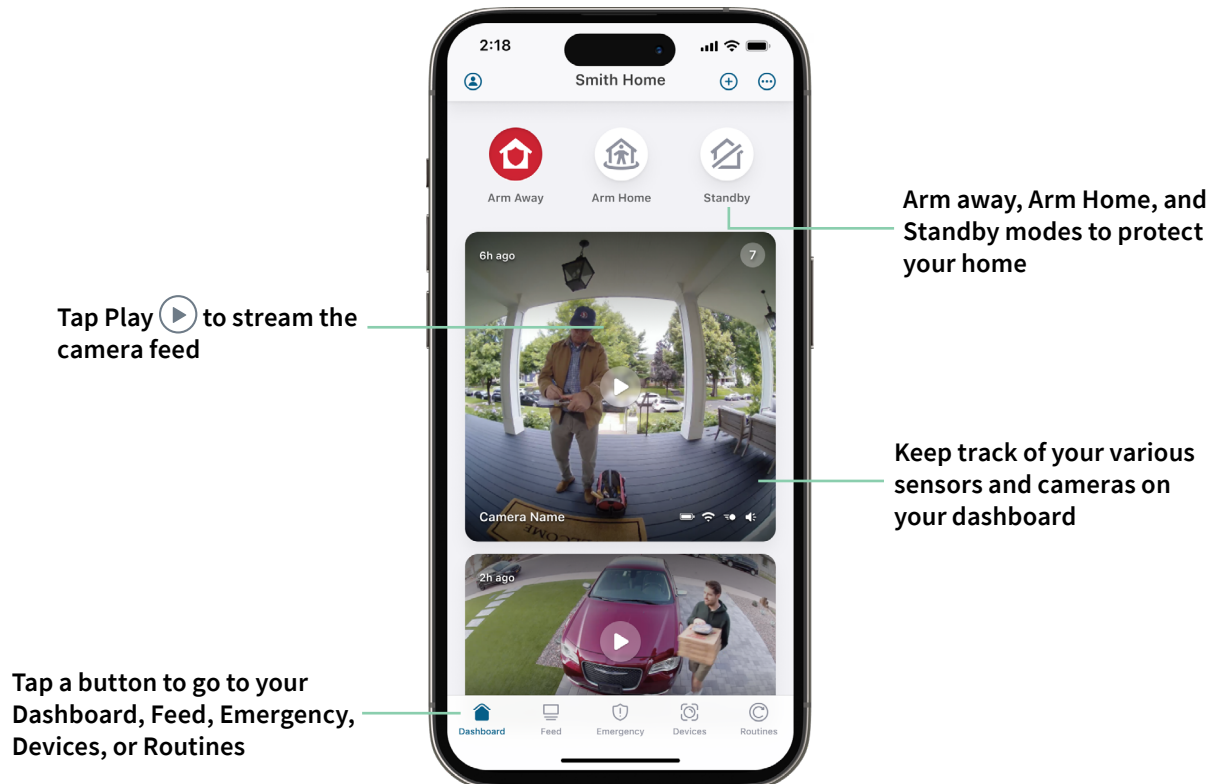 2:18
Smith Home
Arm Away
Arm Home
Standby
Arm away, Arm Home, and
Standby modes to protect
your home
6h ago
7
Tap Play to stream the
camera feed
Keep track of your various
sensors and cameras on
your dashboard
Camera Name
WELCOME
2h ago
Tap a button to go to your
Dashboard, Feed, Emergency,
Devices, or Routines
Dashboard
Feed
Emergency
Devices
Routines